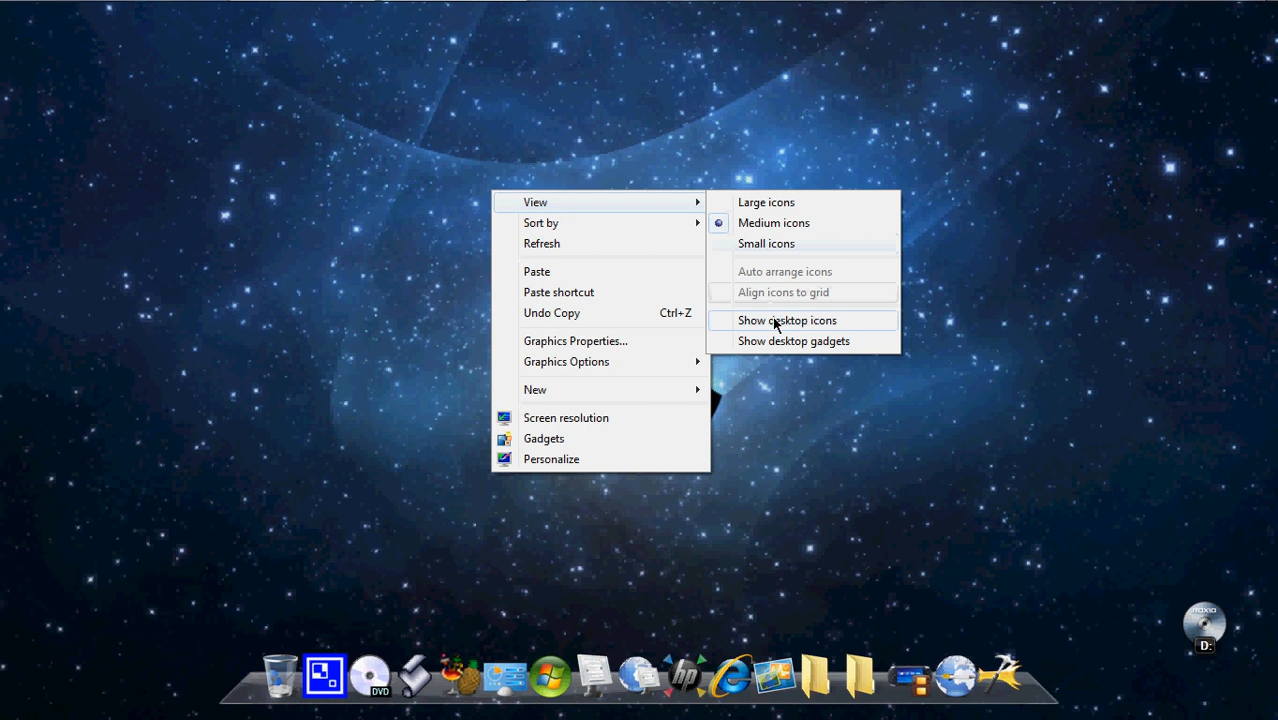 View
Sort by
Refresh
Paste
Paste shortcut
Undo Copy Ctrl+Z
Graphics Properties...
Graphics Options
New
Screen resolution
Gadgets
Personalize
Large icons
Medium icons
Small icons
Auto arrange icons
Align icons to grid
Show desktop icons
Show desktop gadgets
D:
DVD
hp